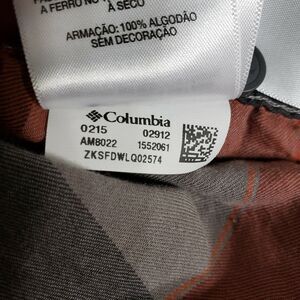 A FERRO NO
À SECO
ARMAÇÃO: 100% ALGODÃO
SEM DECORAÇÃO
Columbia
0215 02912
AM8022 1552061
ZKSFDWLQ02574